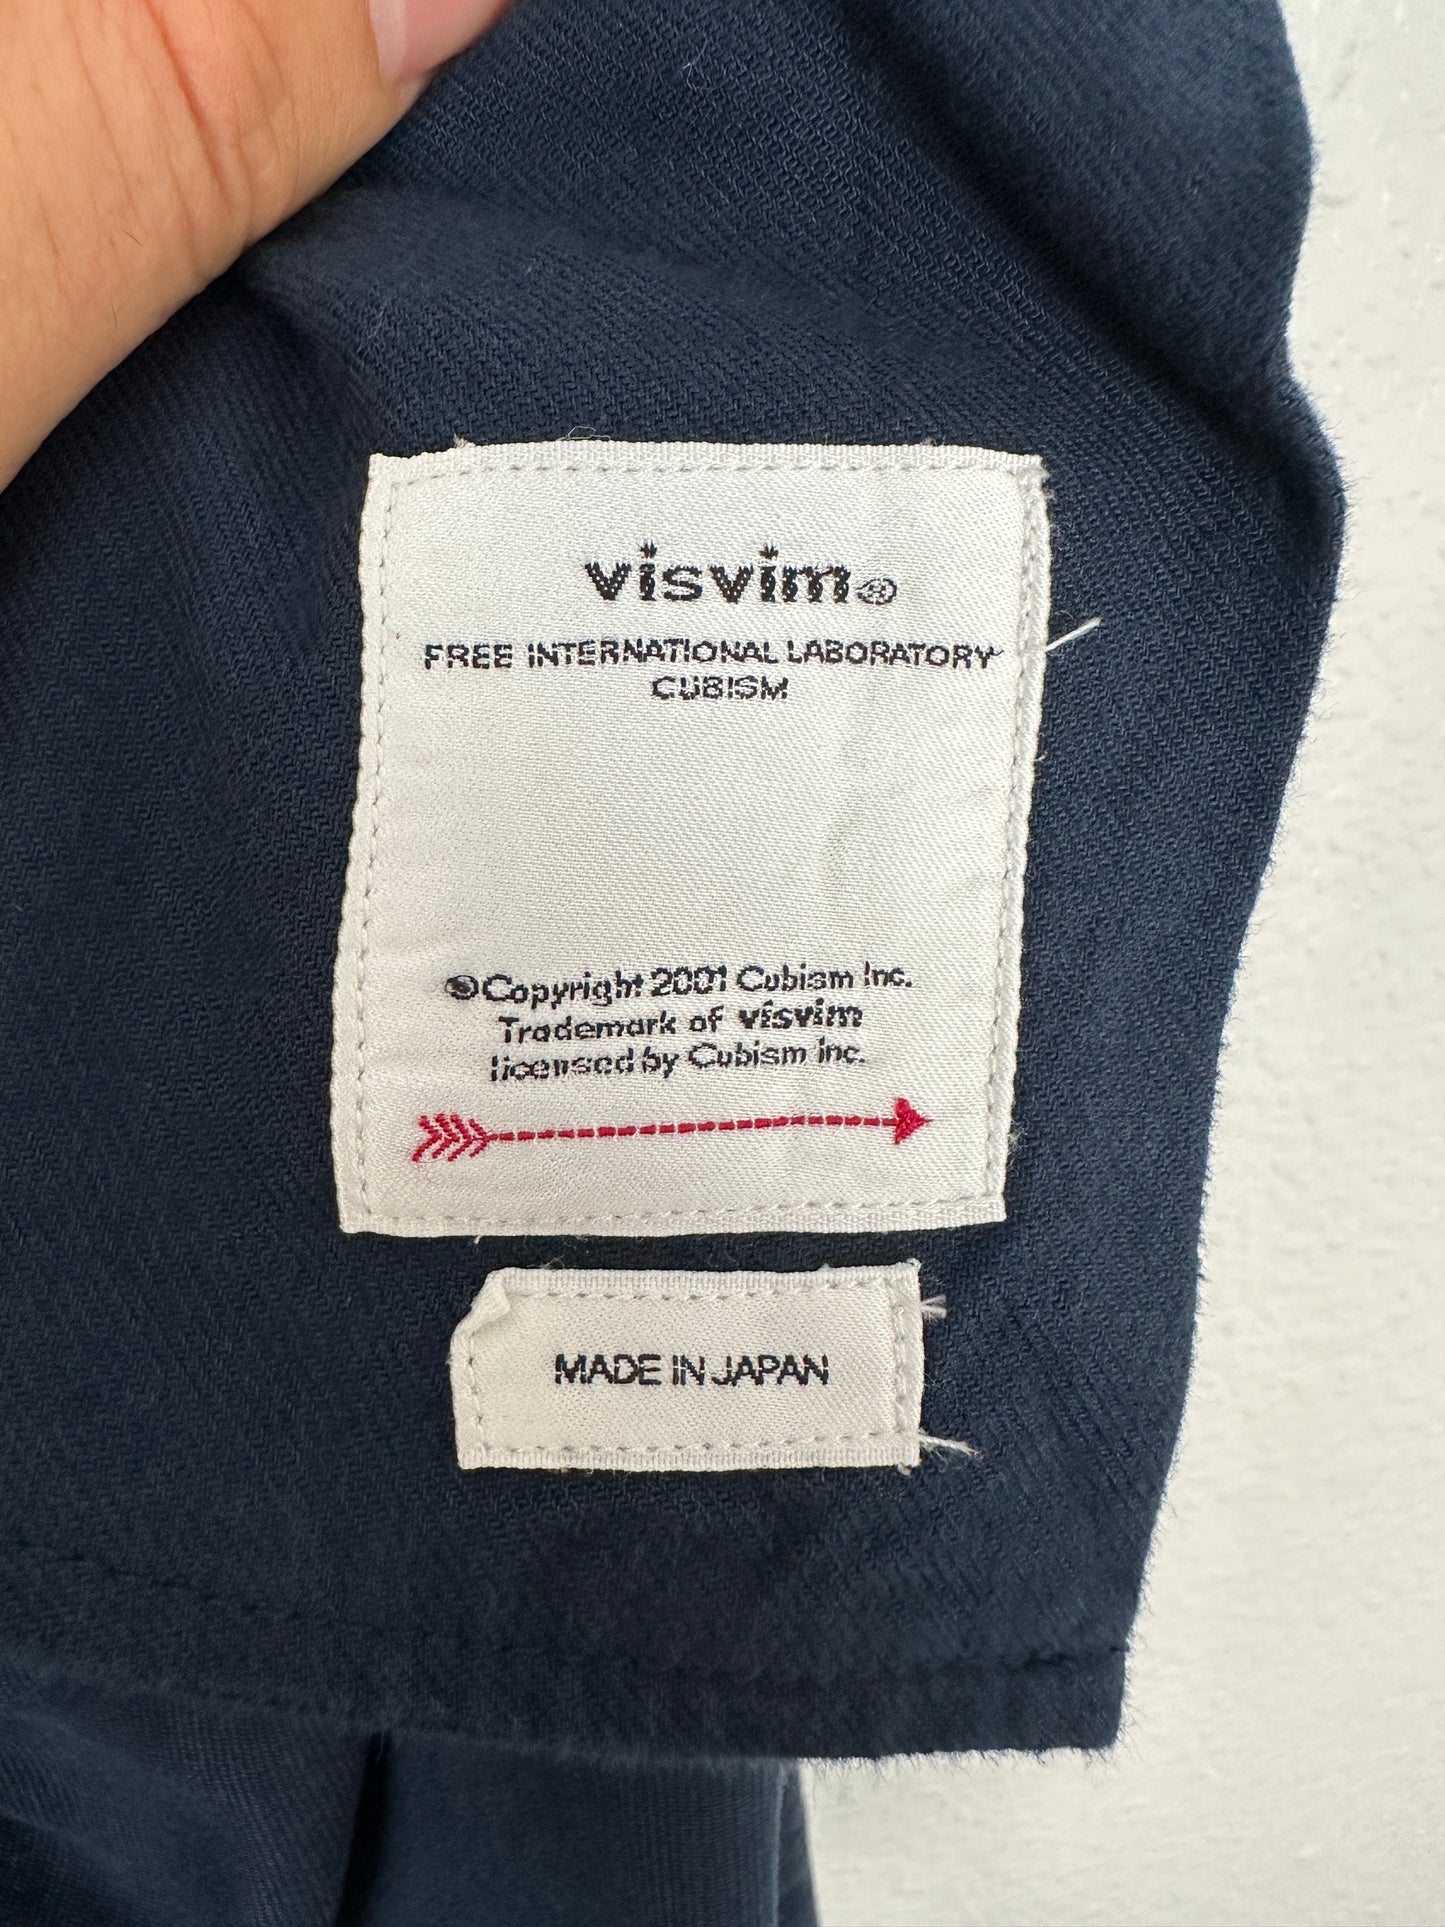 visvim®
FREE INTERNATIONAL LABORATORY
CUBISM
©Copyright 2001 Cubism Inc.
Trademark of visvim
licensed by Cubism Inc.
MADE IN JAPAN